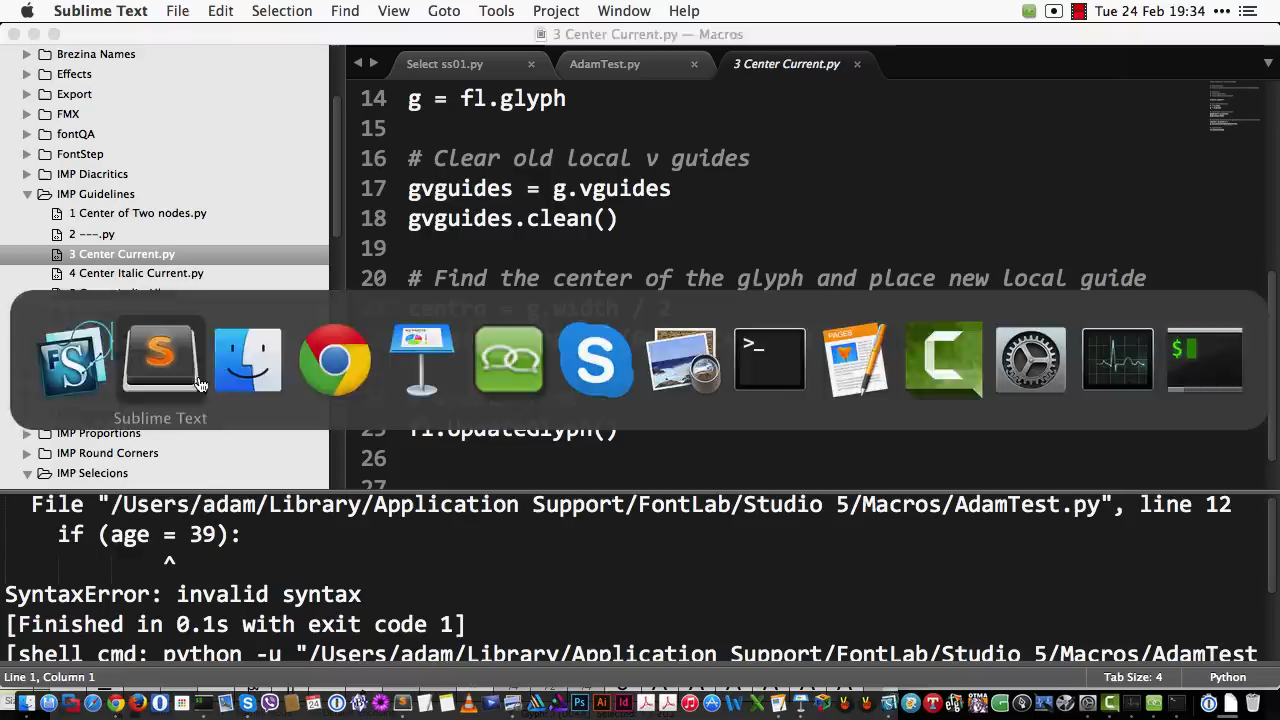 Sublime Text File Edit Selection Find View Goto Tools Project Window Help Tue 24 Feb 19:34
3 Center Current.py — Macros
Brezina Names
Effects
Export
FMX
fontQA
FontStep
IMP Diacritics
IMP Guidelines
1 Center of Two nodes.py
2 ---.py
3 Center Current.py
4 Center Italic Current.py
IMP Proportions
IMP Round Corners
IMP Selecions
Select ss01.py AdamTest.py 3 Center Current.py
14 g = fl.glyph
15
16 # Clear old local v guides
17 gvguides = g.vguides
18 gvguides.clean()
19
20 # Find the center of the glyph and place new local guide
centro = g.width / 2
fl.UpdateGlyph()
26
27
Sublime Text
File "/Users/adam/Library/Application Support/FontLab/Studio 5/Macros/AdamTest.py", line 12
if (age = 39):
^
SyntaxError: invalid syntax
[Finished in 0.1s with exit code 1]
[shell cmd: python -u "/Users/adam/Library/Application Support/FontLab/Studio 5/Macros/AdamTest
Line 1, Column 1 Tab Size: 4 Python